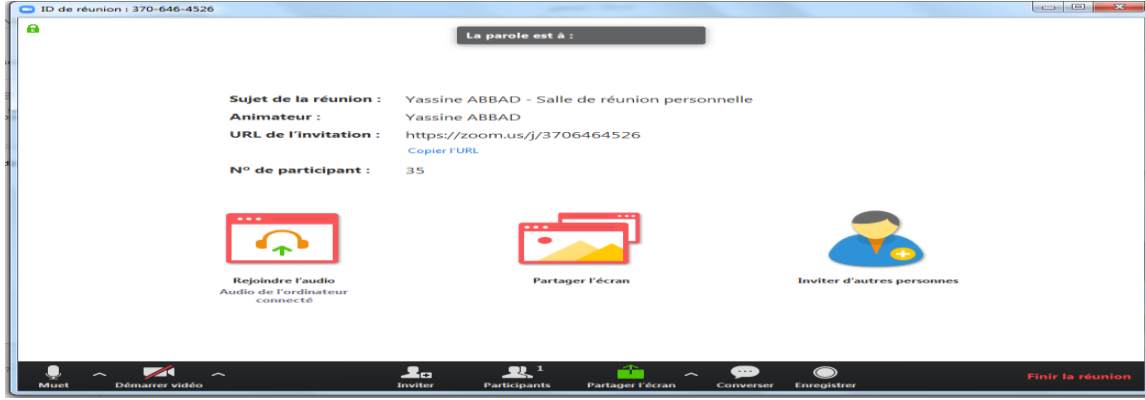 ID de réunion : 370-646-4526
La parole est à :
Sujet de la réunion : Yassine ABBAD - Salle de réunion personnelle
Animateur : Yassine ABBAD
URL de l'invitation : https://zoom.us/j/3706464526
Copier l'URL
Nº de participant : 35
Rejoindre l'audio
Audio de l'ordinateur
connecté
Partager l'écran
Inviter d'autres personnes
Muet
Démarrer vidéo
Inviter
1
Participants
Partager l'écran
Converser
Enregistrer
Finir la réunion